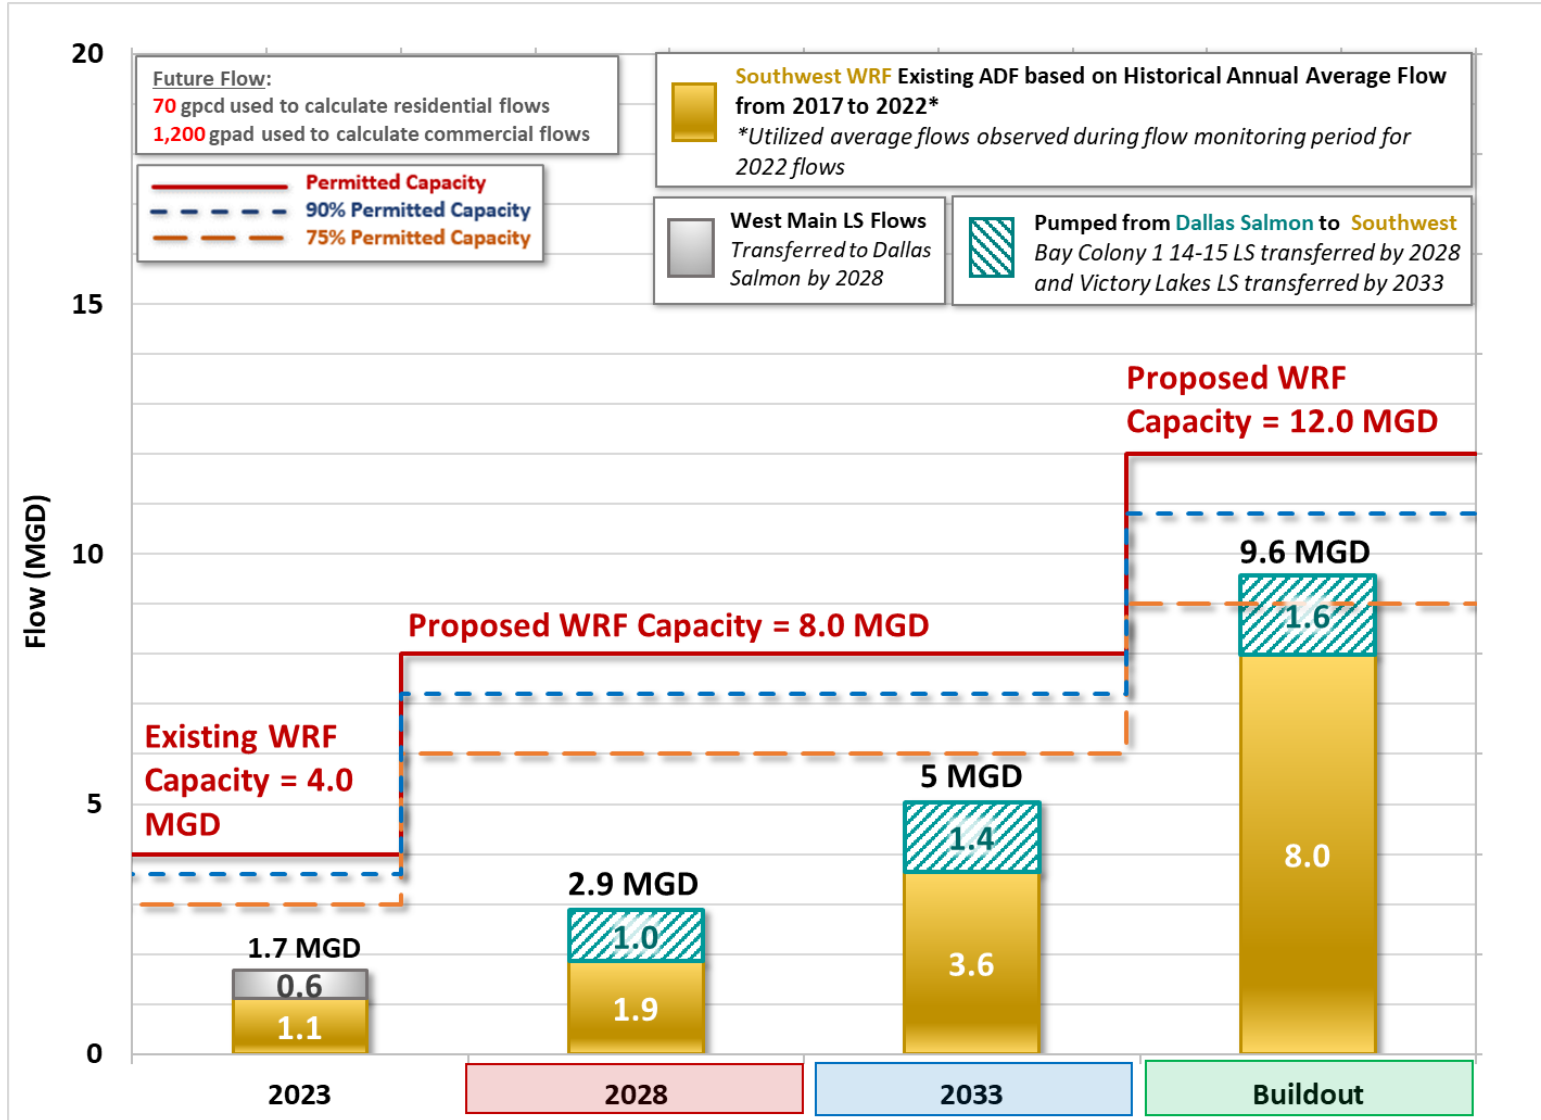 20
Future Flow:
70 gpcd used to calculate residential flows
1,200 gpad used to calculate commercial flows
Southwest WRF Existing ADF based on Historical Annual Average Flow
from 2017 to 2022*
*Utilized average flows observed during flow monitoring period for
2022 flows
Permitted Capacity
90% Permitted Capacity
75% Permitted Capacity
West Main LS Flows
Transferred to Dallas
Salmon by 2028
Pumped from Dallas Salmon to Southwest
Bay Colony 1 14-15 LS transferred by 2028
and Victory Lakes LS transferred by 2033
15
Proposed WRF
Capacity = 12.0 MGD
Flow (MGD)
10
9.6 MGD
1.6
Proposed WRF Capacity = 8.0 MGD
Existing WRF
Capacity = 4.0
MGD
5 MGD
5
1.4
8.0
2.9 MGD
1.0
3.6
1.7 MGD
0.6
1.9
1.1
0
2023
2028
2033
Buildout